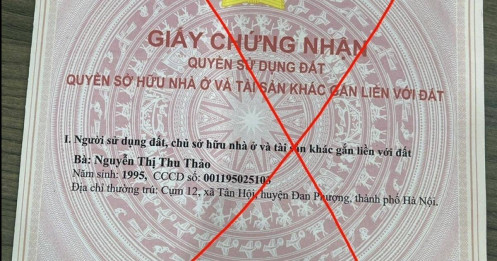 GIẤY CHỨNG NHẬN
QUYỀN SỬ DỤNG ĐẤT
QUYỀN SỞ HỮU NHÀ Ở VÀ TÀI SẢN KHÁC GẮN LIỀN VỚI ĐẤT
I. Người sử dụng đất, chủ sở hữu nhà ở và tài sản khác gắn liền với đất
Bà: Nguyễn Thị Thu Thảo
Năm sinh: 1995, CCCD số: 001195025103
Địa chỉ thường trú: Cụm 12, xã Tân Hội, huyện Đan Phượng, thành phố Hà Nội.